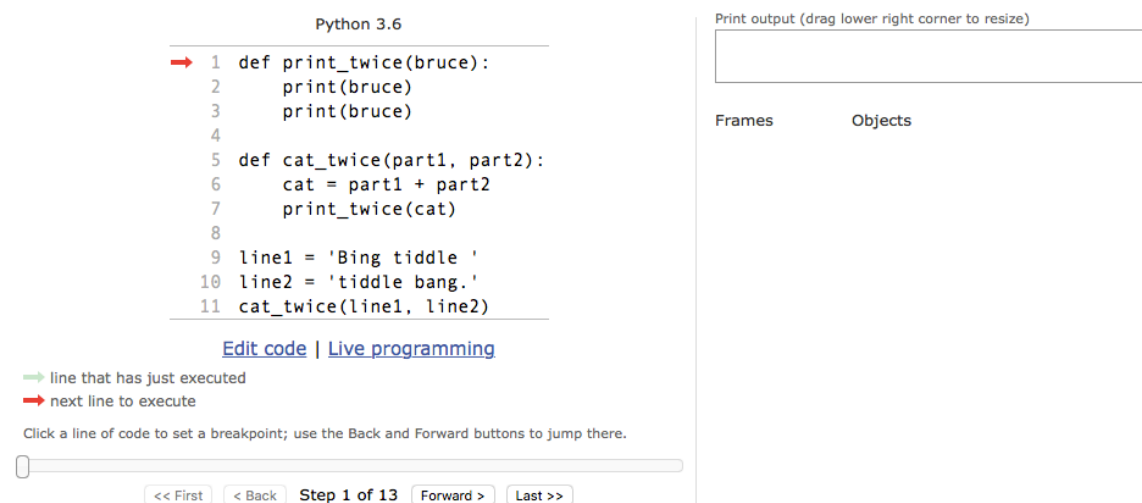 Python 3.6
1 def print_twice(bruce):
2     print(bruce)
3     print(bruce)
4
5 def cat_twice(part1, part2):
6     cat = part1 + part2
7     print_twice(cat)
8
9 line1 = 'Bing tiddle '
10 line2 = 'tiddle bang.'
11 cat_twice(line1, line2)
Edit code | Live programming
line that has just executed
next line to execute
Click a line of code to set a breakpoint; use the Back and Forward buttons to jump there.
<< First < Back Step 1 of 13 Forward > Last >>
Print output (drag lower right corner to resize)
Frames Objects